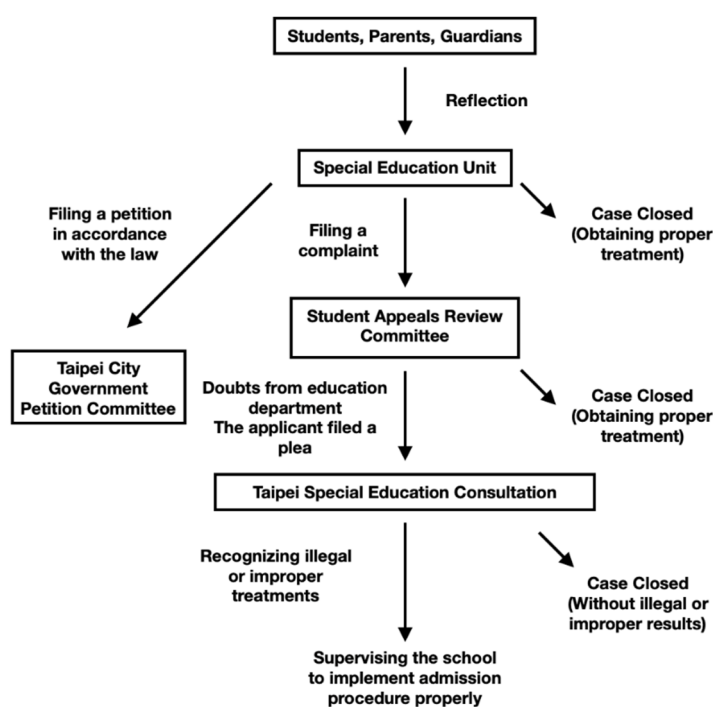 Students, Parents, Guardians
Reflection
Special Education Unit
Filing a petition
in accordance
with the law
Filing a
complaint
Case Closed
(Obtaining proper
treatment)
Student Appeals Review
Committee
Taipei City
Government
Petition Committee
Doubts from education
department
The applicant filed a
plea
Case Closed
(Obtaining proper
treatment)
Taipei Special Education Consultation
Recognizing illegal
or improper
treatments
Case Closed
(Without illegal or
improper results)
Supervising the school
to implement admission
procedure properly